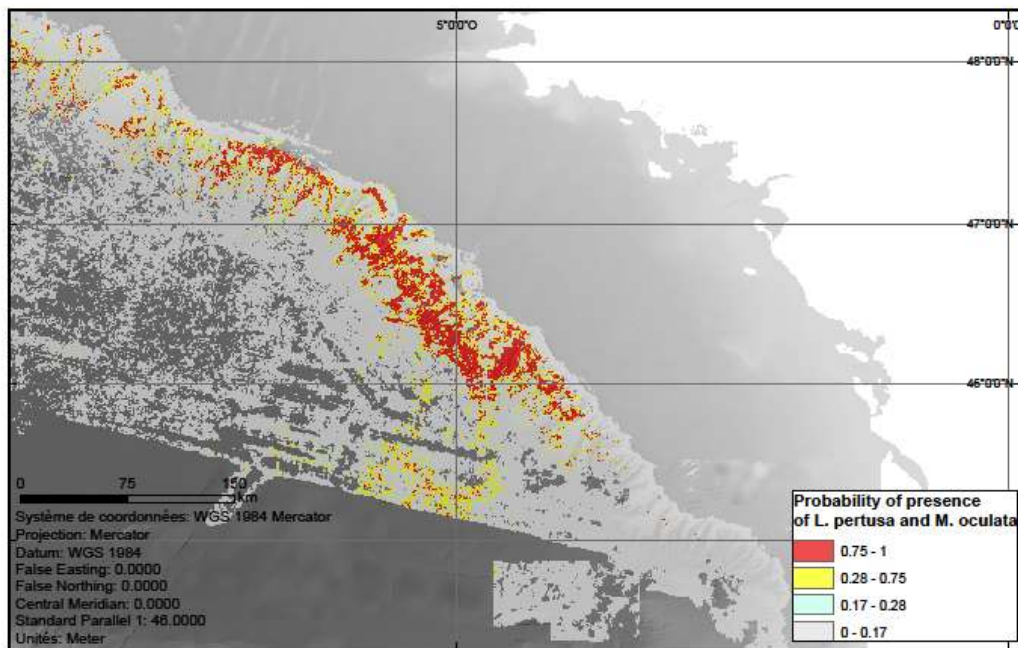 5°0'0"O
0°0'0
48°0'0"N
47°0'0"N
46°0'0"N
0 75 150
km
Système de coordonnées: WGS 1984 Mercator
Projection: Mercator
Datum: WGS 1984
False Easting: 0.0000
False Northing: 0.0000
Central Meridian: 0.0000
Standard Parallel 1: 46.0000
Unités: Meter
Probability of presence
of L. pertusa and M. oculata
0.75 - 1
0.28 - 0.75
0.17 - 0.28
0 - 0.17